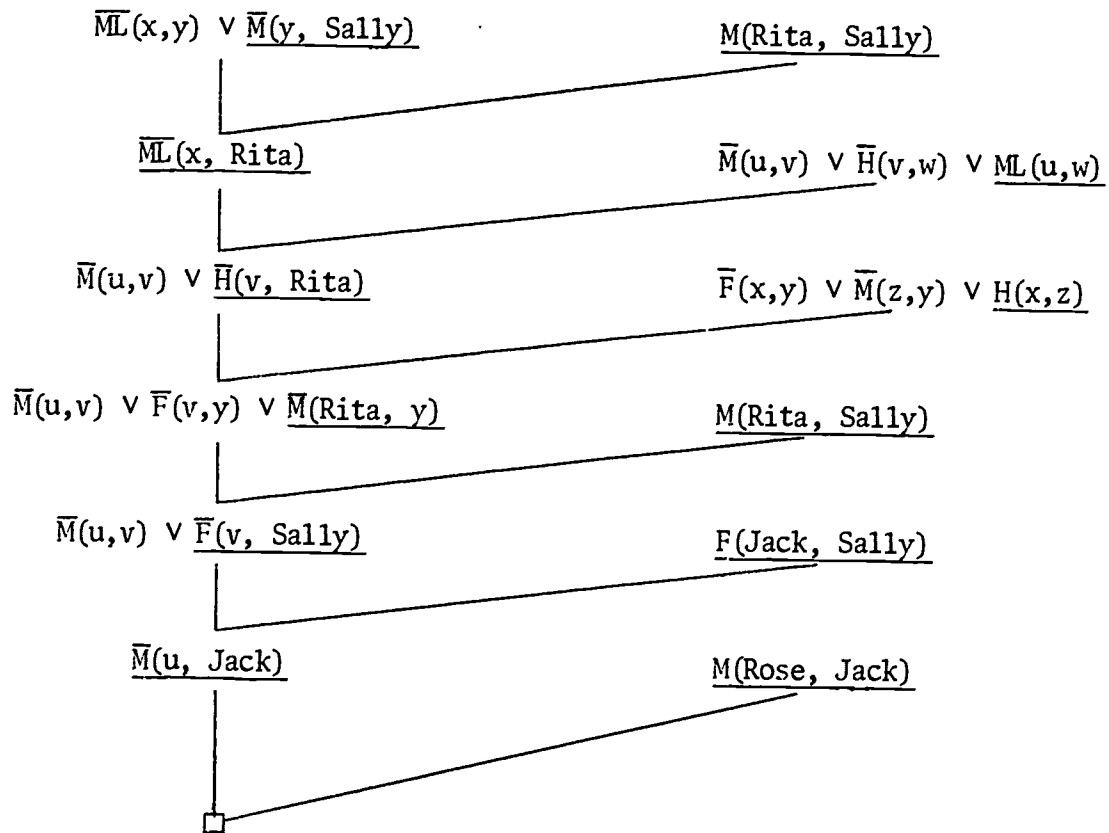 M̅L̅(x,y) ∨ M̅(y, Sally) M(Rita, Sally)
M̅L̅(x, Rita) M̅(u,v) ∨ H̅(v,w) ∨ ML(u,w)
M̅(u,v) ∨ H̅(v, Rita) F̅(x,y) ∨ M̅(z,y) ∨ H(x,z)
M̅(u,v) ∨ F̅(v,y) ∨ M̅(Rita, y) M(Rita, Sally)
M̅(u,v) ∨ F̅(v, Sally) F(Jack, Sally)
M̅(u, Jack) M(Rose, Jack)